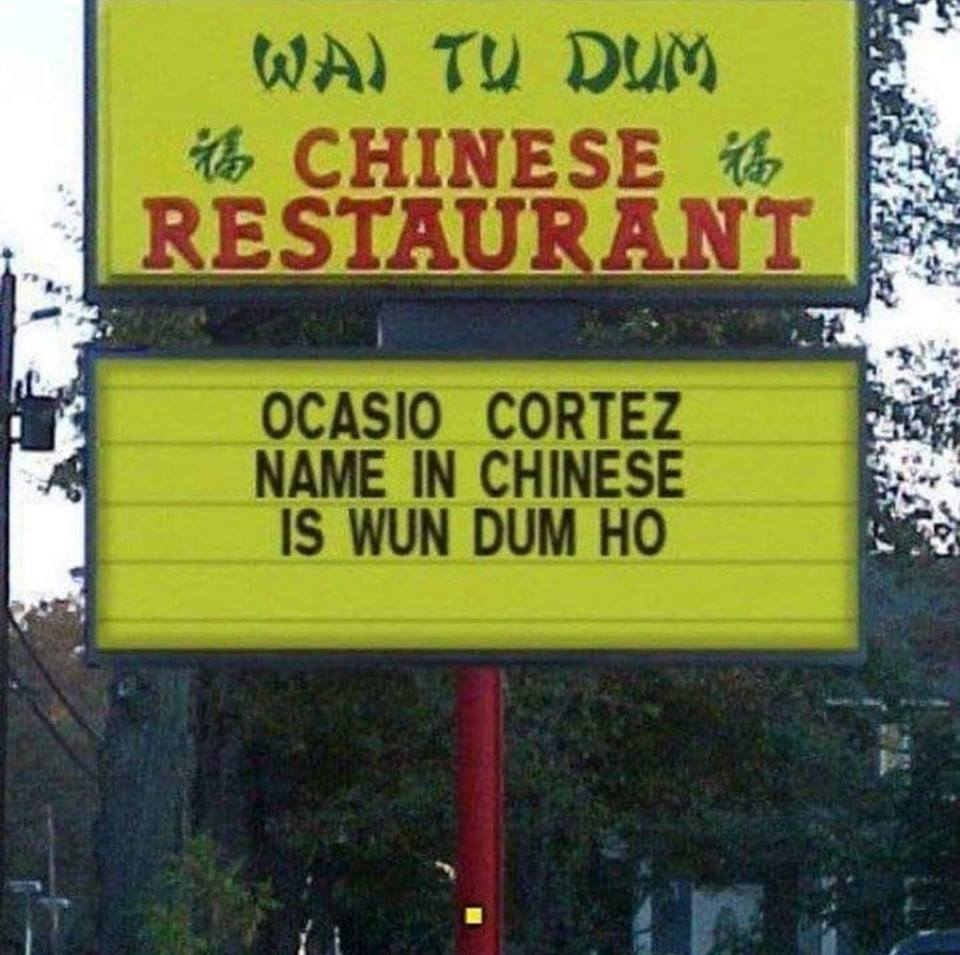 WAI TU DUM
福 CHINESE 福
RESTAURANT
OCASIO CORTEZ
NAME IN CHINESE
IS WUN DUM HO